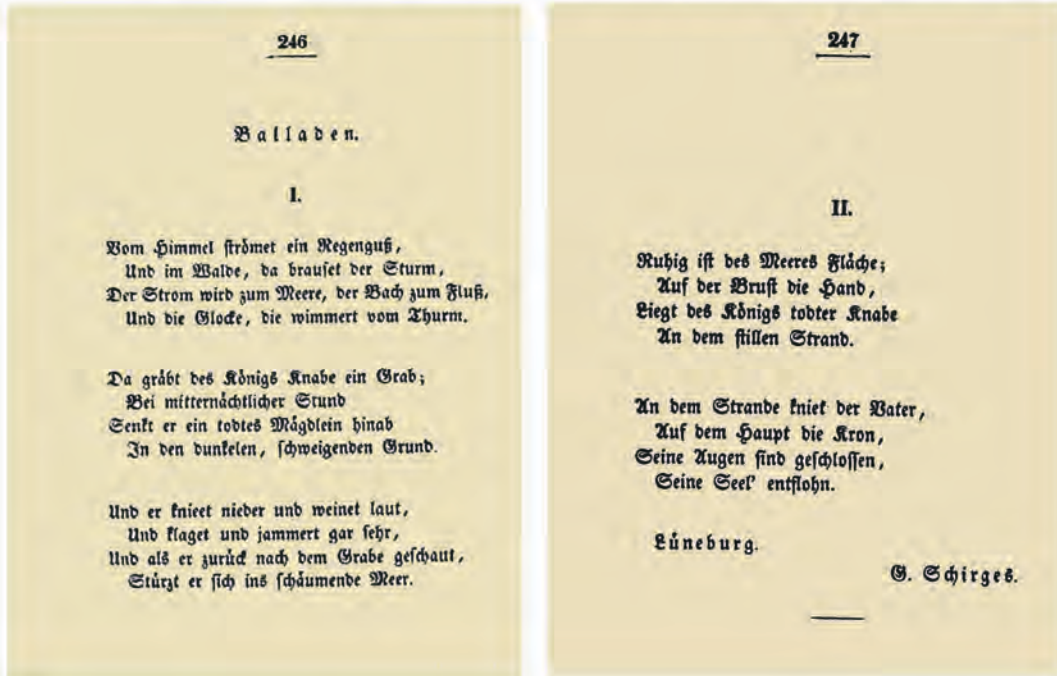 246
Balladen.
I.
Vom Himmel strömet ein Regenguß,
Und im Walde, da brauset der Sturm,
Der Strom wird zum Meere, der Bach zum Fluß,
Und die Glocke, die wimmert vom Thurm.
Da gräbt des Königs Knabe ein Grab;
Bei mitternächtlicher Stund
Senkt er ein todtes Mägdlein hinab
In den dunkelen, schweigenden Grund.
Und er knieet nieder und weinet laut,
Und klaget und jammert gar sehr,
Und als er zurück nach dem Grabe geschaut,
Stürzt er sich ins schäumende Meer.
247
II.
Ruhig ist des Meeres Fläche;
Auf der Brust die Hand,
Liegt des Königs todter Knabe
An dem stillen Strand.
An dem Strande kniet der Vater,
Auf dem Haupt die Kron,
Seine Augen sind geschlossen,
Seine Seel' entflohn.
Lüneburg.
G. Schirges.